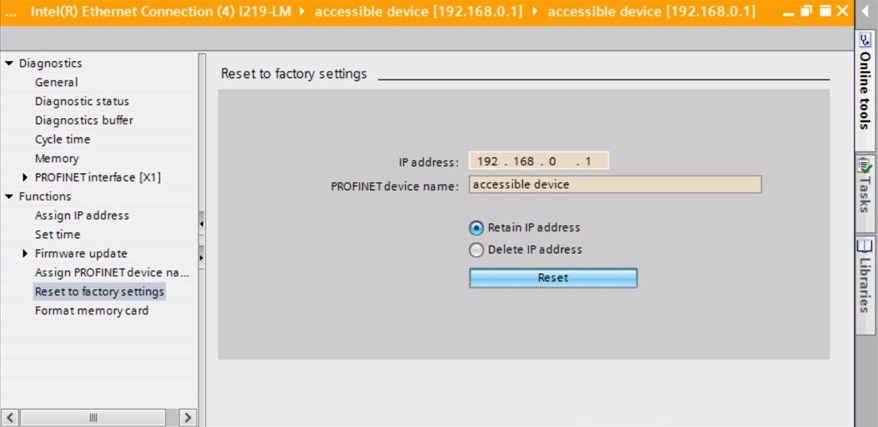 ... Intel(R) Ethernet Connection (4) I219-LM ▸ accessible device [192.168.0.1] ▸ accessible device [192.168.0.1]
Diagnostics
General
Diagnostic status
Diagnostics buffer
Cycle time
Memory
PROFINET interface [X1]
Functions
Assign IP address
Set time
Firmware update
Assign PROFINET device na...
Reset to factory settings
Format memory card
Reset to factory settings
IP address: 192 . 168 . 0 . 1
PROFINET device name: accessible device
Retain IP address
Delete IP address
Reset
Online tools
Tasks
Libraries